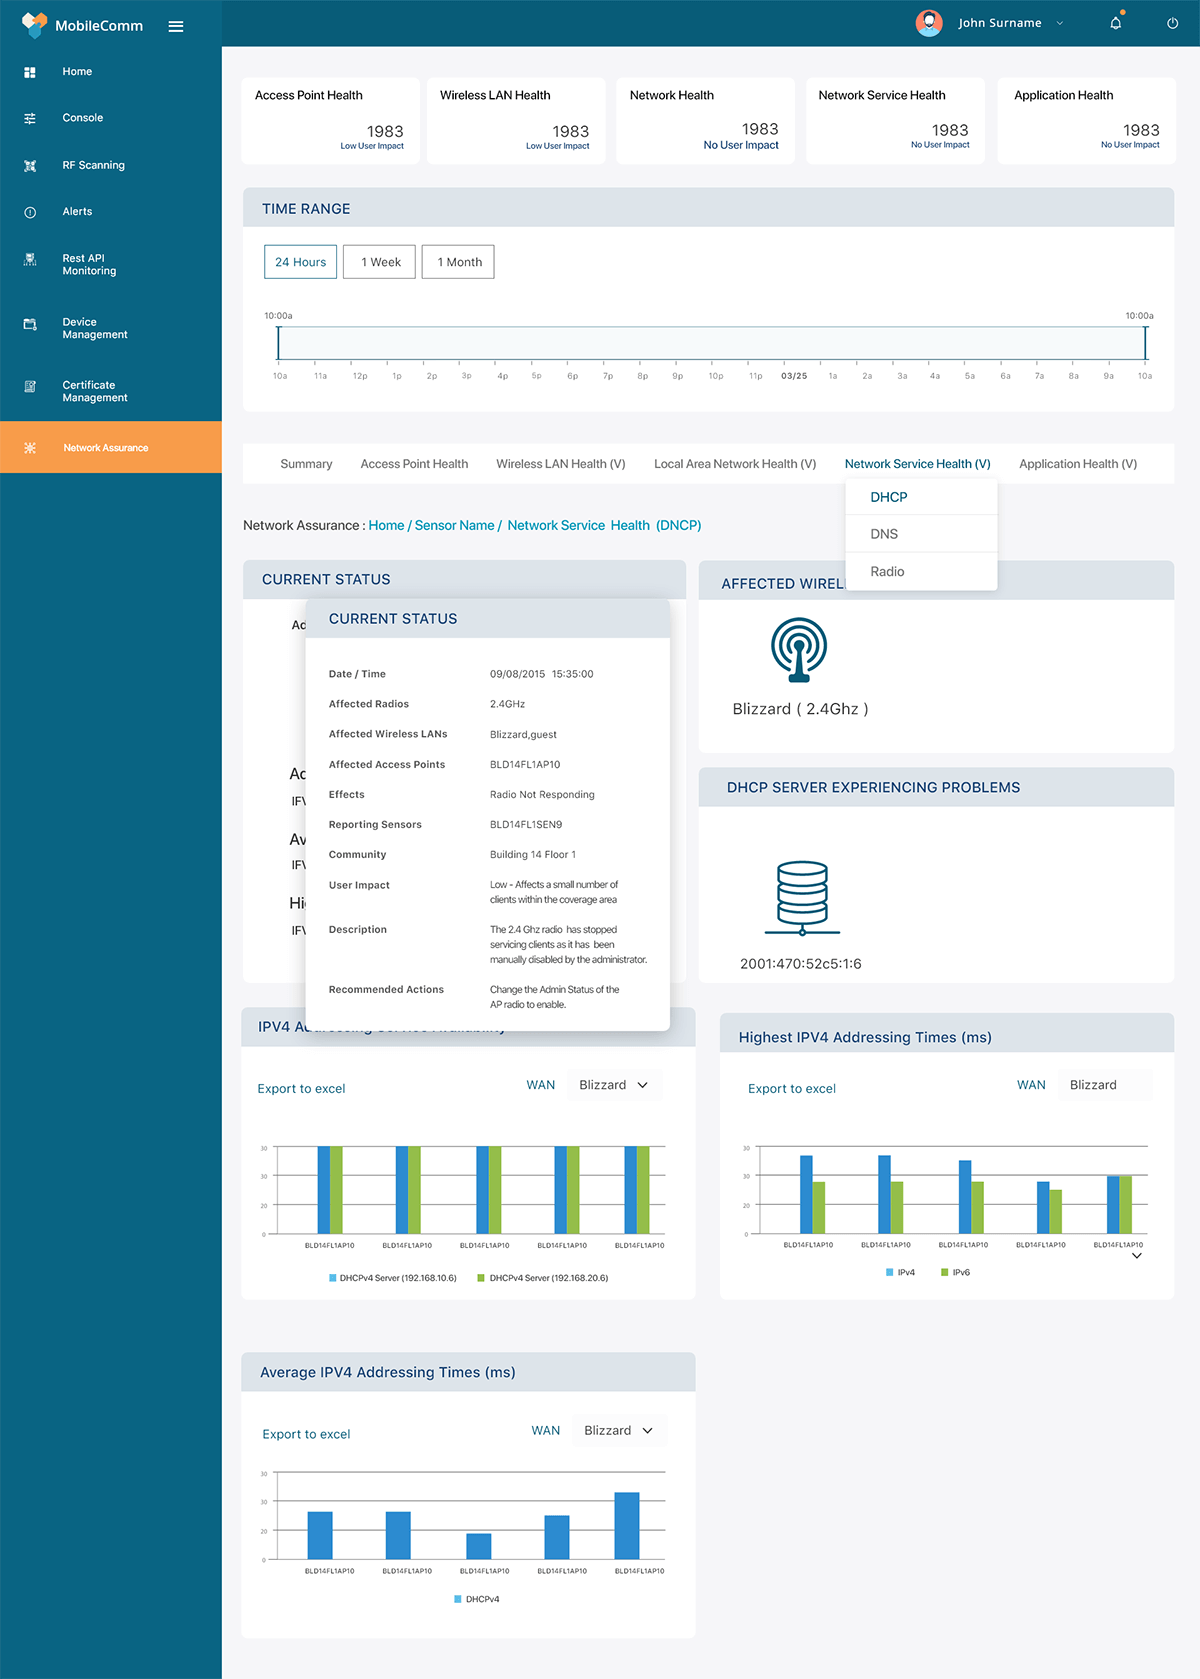 MobileComm
John Surname
Home
Console
RF Scanning
Alerts
Rest API
Monitoring
Device
Management
Certificate
Management
Network Assurance
Access Point Health
1983
Low User Impact
Wireless LAN Health
1983
Low User Impact
Network Health
1983
No User Impact
Network Service Health
1983
No User Impact
Application Health
1983
No User Impact
TIME RANGE
24 Hours
1 Week
1 Month
10:00a
10:00a
10a 11a 12p 1p 2p 3p 4p 5p 6p 7p 8p 9p 10p 11p 03/25 1a 2a 3a 4a 5a 6a 7a 8a 9a 10a
Summary
Access Point Health
Wireless LAN Health (V)
Local Area Network Health (V)
Network Service Health (V)
Application Health (V)
DHCP
DNS
Radio
Network Assurance : Home / Sensor Name / Network Service Health (DNCP)
CURRENT STATUS
Ad
Ad
IFV
Av
IFV
Hi
IFV
CURRENT STATUS
Date / Time 09/08/2015 15:35:00
Affected Radios 2.4GHz
Affected Wireless LANs Blizzard,guest
Affected Access Points BLD14FL1AP10
Effects Radio Not Responding
Reporting Sensors BLD14FL1SEN9
Community Building 14 Floor 1
User Impact Low - Affects a small number of
clients within the coverage area
Description The 2.4 Ghz radio has stopped
servicing clients as it has been
manually disabled by the administrator.
Recommended Actions Change the Admin Status of the
AP radio to enable.
AFFECTED WIREL
Blizzard ( 2.4Ghz )
DHCP SERVER EXPERIENCING PROBLEMS
2001:470:52c5:1:6
IPV4 Addressing Service Availability
Export to excel
WAN
Blizzard
30
30
20
0
BLD14FL1AP10 BLD14FL1AP10 BLD14FL1AP10 BLD14FL1AP10 BLD14FL1AP10
DHCPv4 Server (192.168.10.6) DHCPv4 Server (192.168.20.6)
Highest IPV4 Addressing Times (ms)
Export to excel
WAN
Blizzard
30
30
20
0
BLD14FL1AP10 BLD14FL1AP10 BLD14FL1AP10 BLD14FL1AP10 BLD14FL1AP10
IPv4 IPv6
Average IPV4 Addressing Times (ms)
Export to excel
WAN
Blizzard
30
30
20
0
BLD14FL1AP10 BLD14FL1AP10 BLD14FL1AP10 BLD14FL1AP10 BLD14FL1AP10
DHCPv4